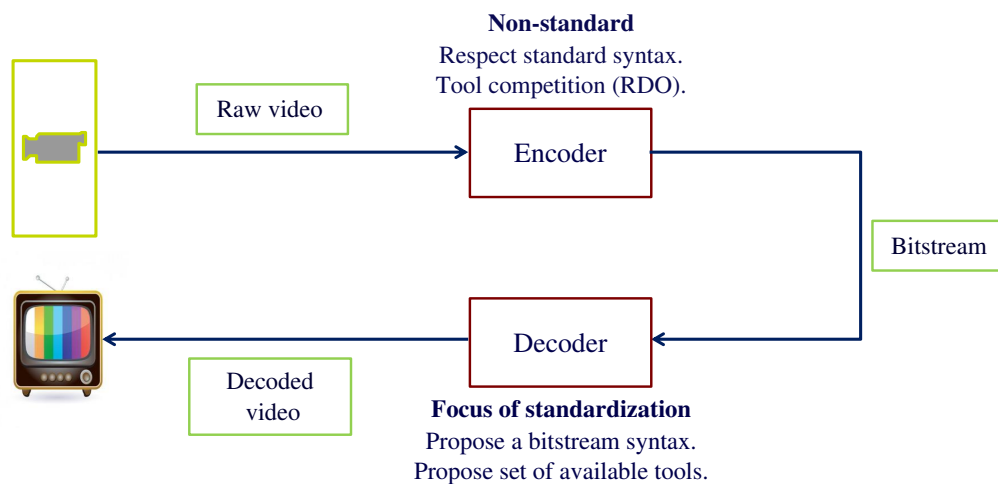 Non-standard
Respect standard syntax.
Tool competition (RDO).
Raw video
Encoder
Bitstream
Decoder
Decoded
video
Focus of standardization
Propose a bitstream syntax.
Propose set of available tools.